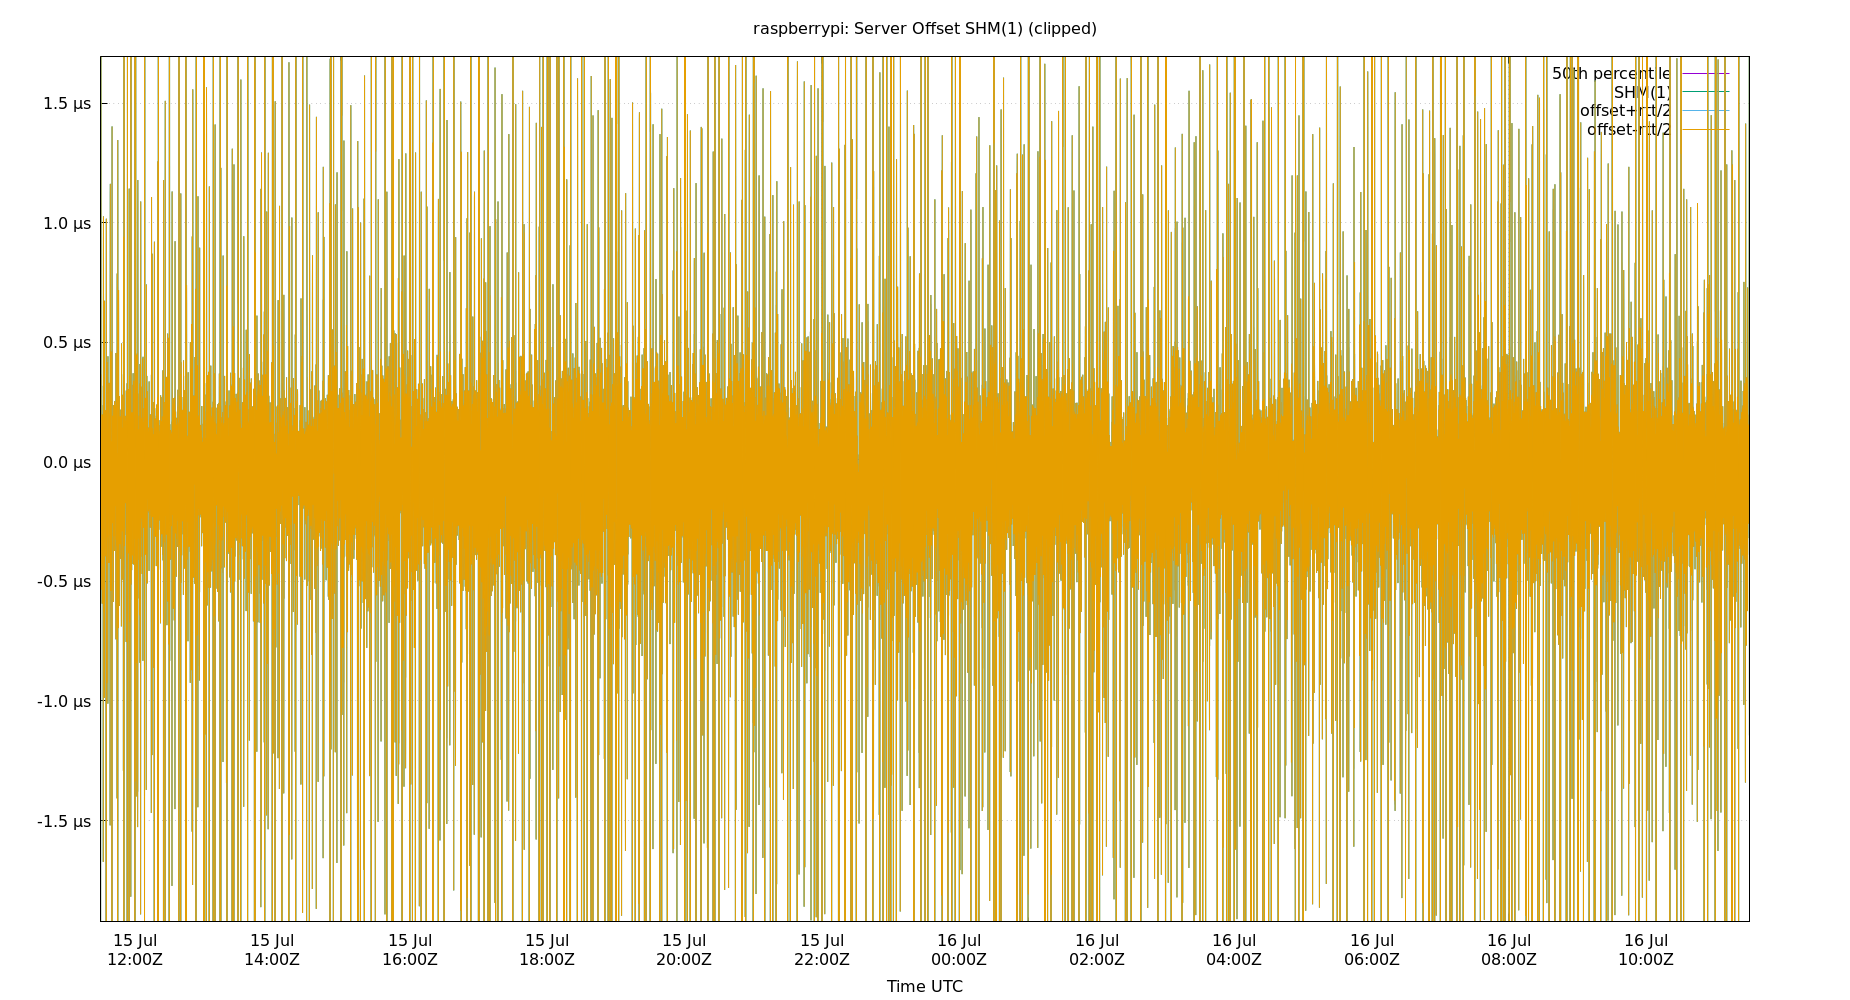 raspberrypi: Server Offset SHM(1) (clipped)
50th percentile
SHM(1)
offset+rtt/2
offset-rtt/2
1.5 µs
1.0 µs
0.5 µs
0.0 µs
-0.5 µs
-1.0 µs
-1.5 µs
15 Jul 15 Jul 15 Jul 15 Jul 15 Jul 15 Jul 16 Jul 16 Jul 16 Jul 16 Jul 16 Jul 16 Jul
12:00Z 14:00Z 16:00Z 18:00Z 20:00Z 22:00Z 00:00Z 02:00Z 04:00Z 06:00Z 08:00Z 10:00Z
Time UTC